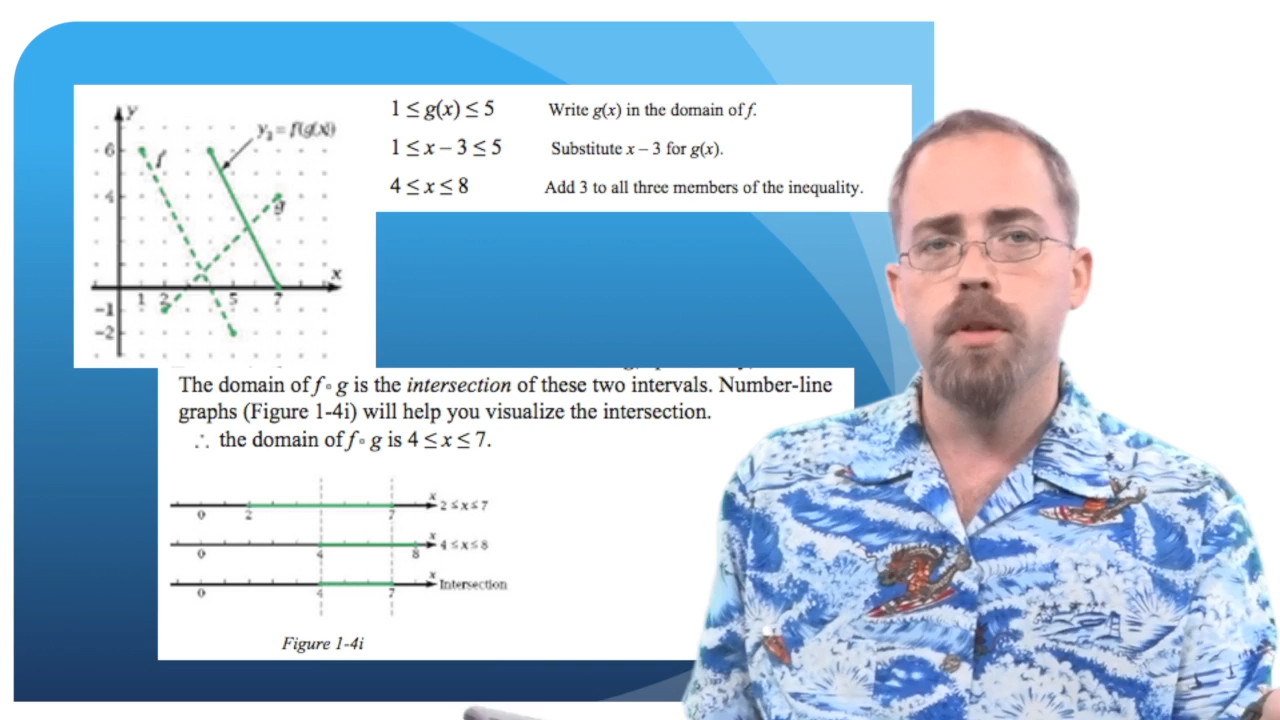 y
y₃ = f(g(x))
6
f
4
g
x
1 2 5 7
−1
−2
1 ≤ g(x) ≤ 5 Write g(x) in the domain of f.
1 ≤ x − 3 ≤ 5 Substitute x − 3 for g(x).
4 ≤ x ≤ 8 Add 3 to all three members of the inequality.
The domain of f ∘ g is the intersection of these two intervals. Number-line
graphs (Figure 1-4i) will help you visualize the intersection.
∴ the domain of f ∘ g is 4 ≤ x ≤ 7.
x
0 2 7 2 ≤ x ≤ 7
x
0 4 8 4 ≤ x ≤ 8
x
0 4 7 Intersection
Figure 1-4i